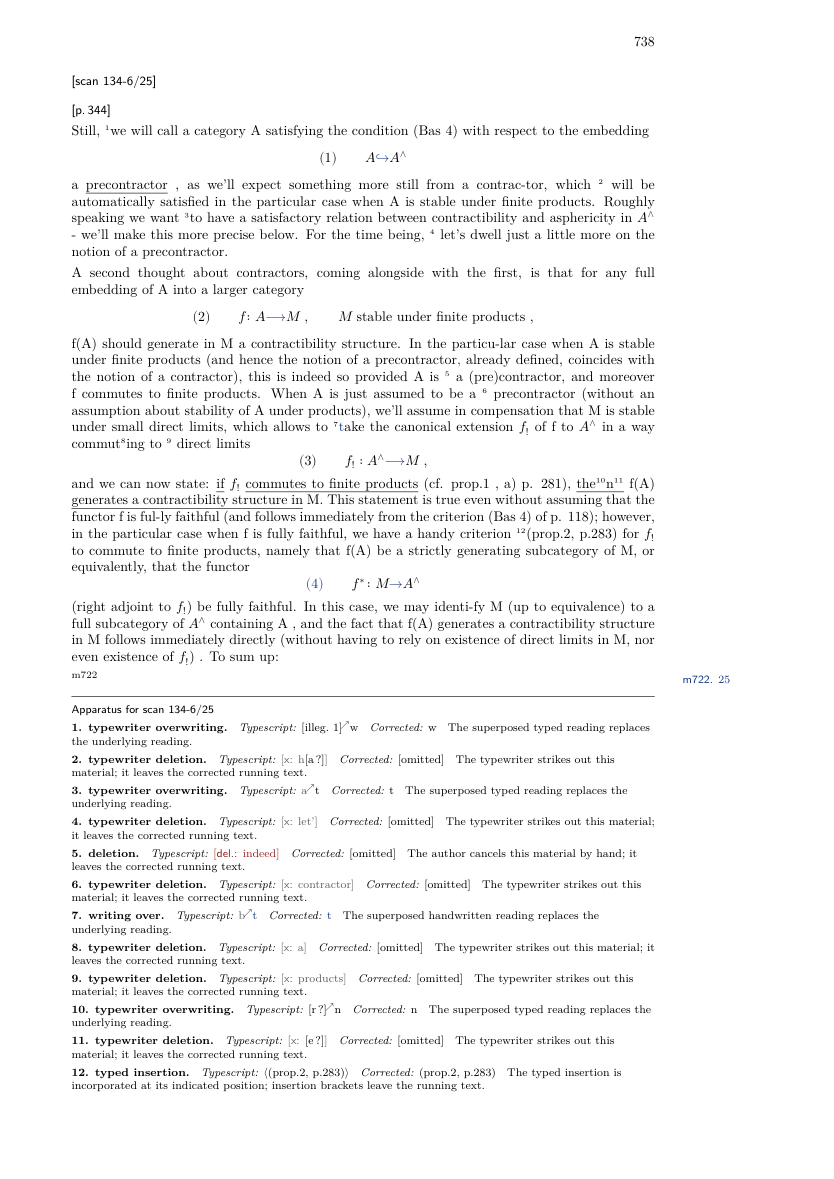 738
[scan 134-6/25]
[p. 344]
Still, ¹we will call a category A satisfying the condition (Bas 4) with respect to the embedding
(1) A↪A^∧
a precontractor , as we'll expect something more still from a contrac-tor, which ² will be
automatically satisfied in the particular case when A is stable under finite products. Roughly
speaking we want ³to have a satisfactory relation between contractibility and asphericity in A^∧
- we'll make this more precise below. For the time being, ⁴ let's dwell just a little more on the
notion of a precontractor.
A second thought about contractors, coming alongside with the first, is that for any full
embedding of A into a larger category
(2) f: A⟶M , M stable under finite products ,
f(A) should generate in M a contractibility structure. In the particu-lar case when A is stable
under finite products (and hence the notion of a precontractor, already defined, coincides with
the notion of a contractor), this is indeed so provided A is ⁵ a (pre)contractor, and moreover
f commutes to finite products. When A is just assumed to be a ⁶ precontractor (without an
assumption about stability of A under products), we'll assume in compensation that M is stable
under small direct limits, which allows to ⁷take the canonical extension f_! of f to A^∧ in a way
commut⁸ing to ⁹ direct limits
(3) f_! : A^∧⟶M ,
and we can now state: if f_! commutes to finite products (cf. prop.1 , a) p. 281), the¹⁰n¹¹ f(A)
generates a contractibility structure in M. This statement is true even without assuming that the
functor f is ful-ly faithful (and follows immediately from the criterion (Bas 4) of p. 118); however,
in the particular case when f is fully faithful, we have a handy criterion ¹²(prop.2, p.283) for f_!
to commute to finite products, namely that f(A) be a strictly generating subcategory of M, or
equivalently, that the functor
(4) f*: M→A^∧
(right adjoint to f_!) be fully faithful. In this case, we may identi-fy M (up to equivalence) to a
full subcategory of A^∧ containing A , and the fact that f(A) generates a contractibility structure
in M follows immediately directly (without having to rely on existence of direct limits in M, nor
even existence of f_!) . To sum up:
m722
m722. 25
Apparatus for scan 134-6/25
1. typewriter overwriting. Typescript: [illeg. 1]↗w Corrected: w The superposed typed reading replaces
the underlying reading.
2. typewriter deletion. Typescript: [x: h[a ?]] Corrected: [omitted] The typewriter strikes out this
material; it leaves the corrected running text.
3. typewriter overwriting. Typescript: a↗t Corrected: t The superposed typed reading replaces the
underlying reading.
4. typewriter deletion. Typescript: [x: let'] Corrected: [omitted] The typewriter strikes out this material;
it leaves the corrected running text.
5. deletion. Typescript: [del.: indeed] Corrected: [omitted] The author cancels this material by hand; it
leaves the corrected running text.
6. typewriter deletion. Typescript: [x: contractor] Corrected: [omitted] The typewriter strikes out this
material; it leaves the corrected running text.
7. writing over. Typescript: b↗t Corrected: t The superposed handwritten reading replaces the
underlying reading.
8. typewriter deletion. Typescript: [x: a] Corrected: [omitted] The typewriter strikes out this material; it
leaves the corrected running text.
9. typewriter deletion. Typescript: [x: products] Corrected: [omitted] The typewriter strikes out this
material; it leaves the corrected running text.
10. typewriter overwriting. Typescript: [r ?]↗n Corrected: n The superposed typed reading replaces the
underlying reading.
11. typewriter deletion. Typescript: [x: [e ?]] Corrected: [omitted] The typewriter strikes out this
material; it leaves the corrected running text.
12. typed insertion. Typescript: ⟨(prop.2, p.283)⟩ Corrected: (prop.2, p.283) The typed insertion is
incorporated at its indicated position; insertion brackets leave the running text.